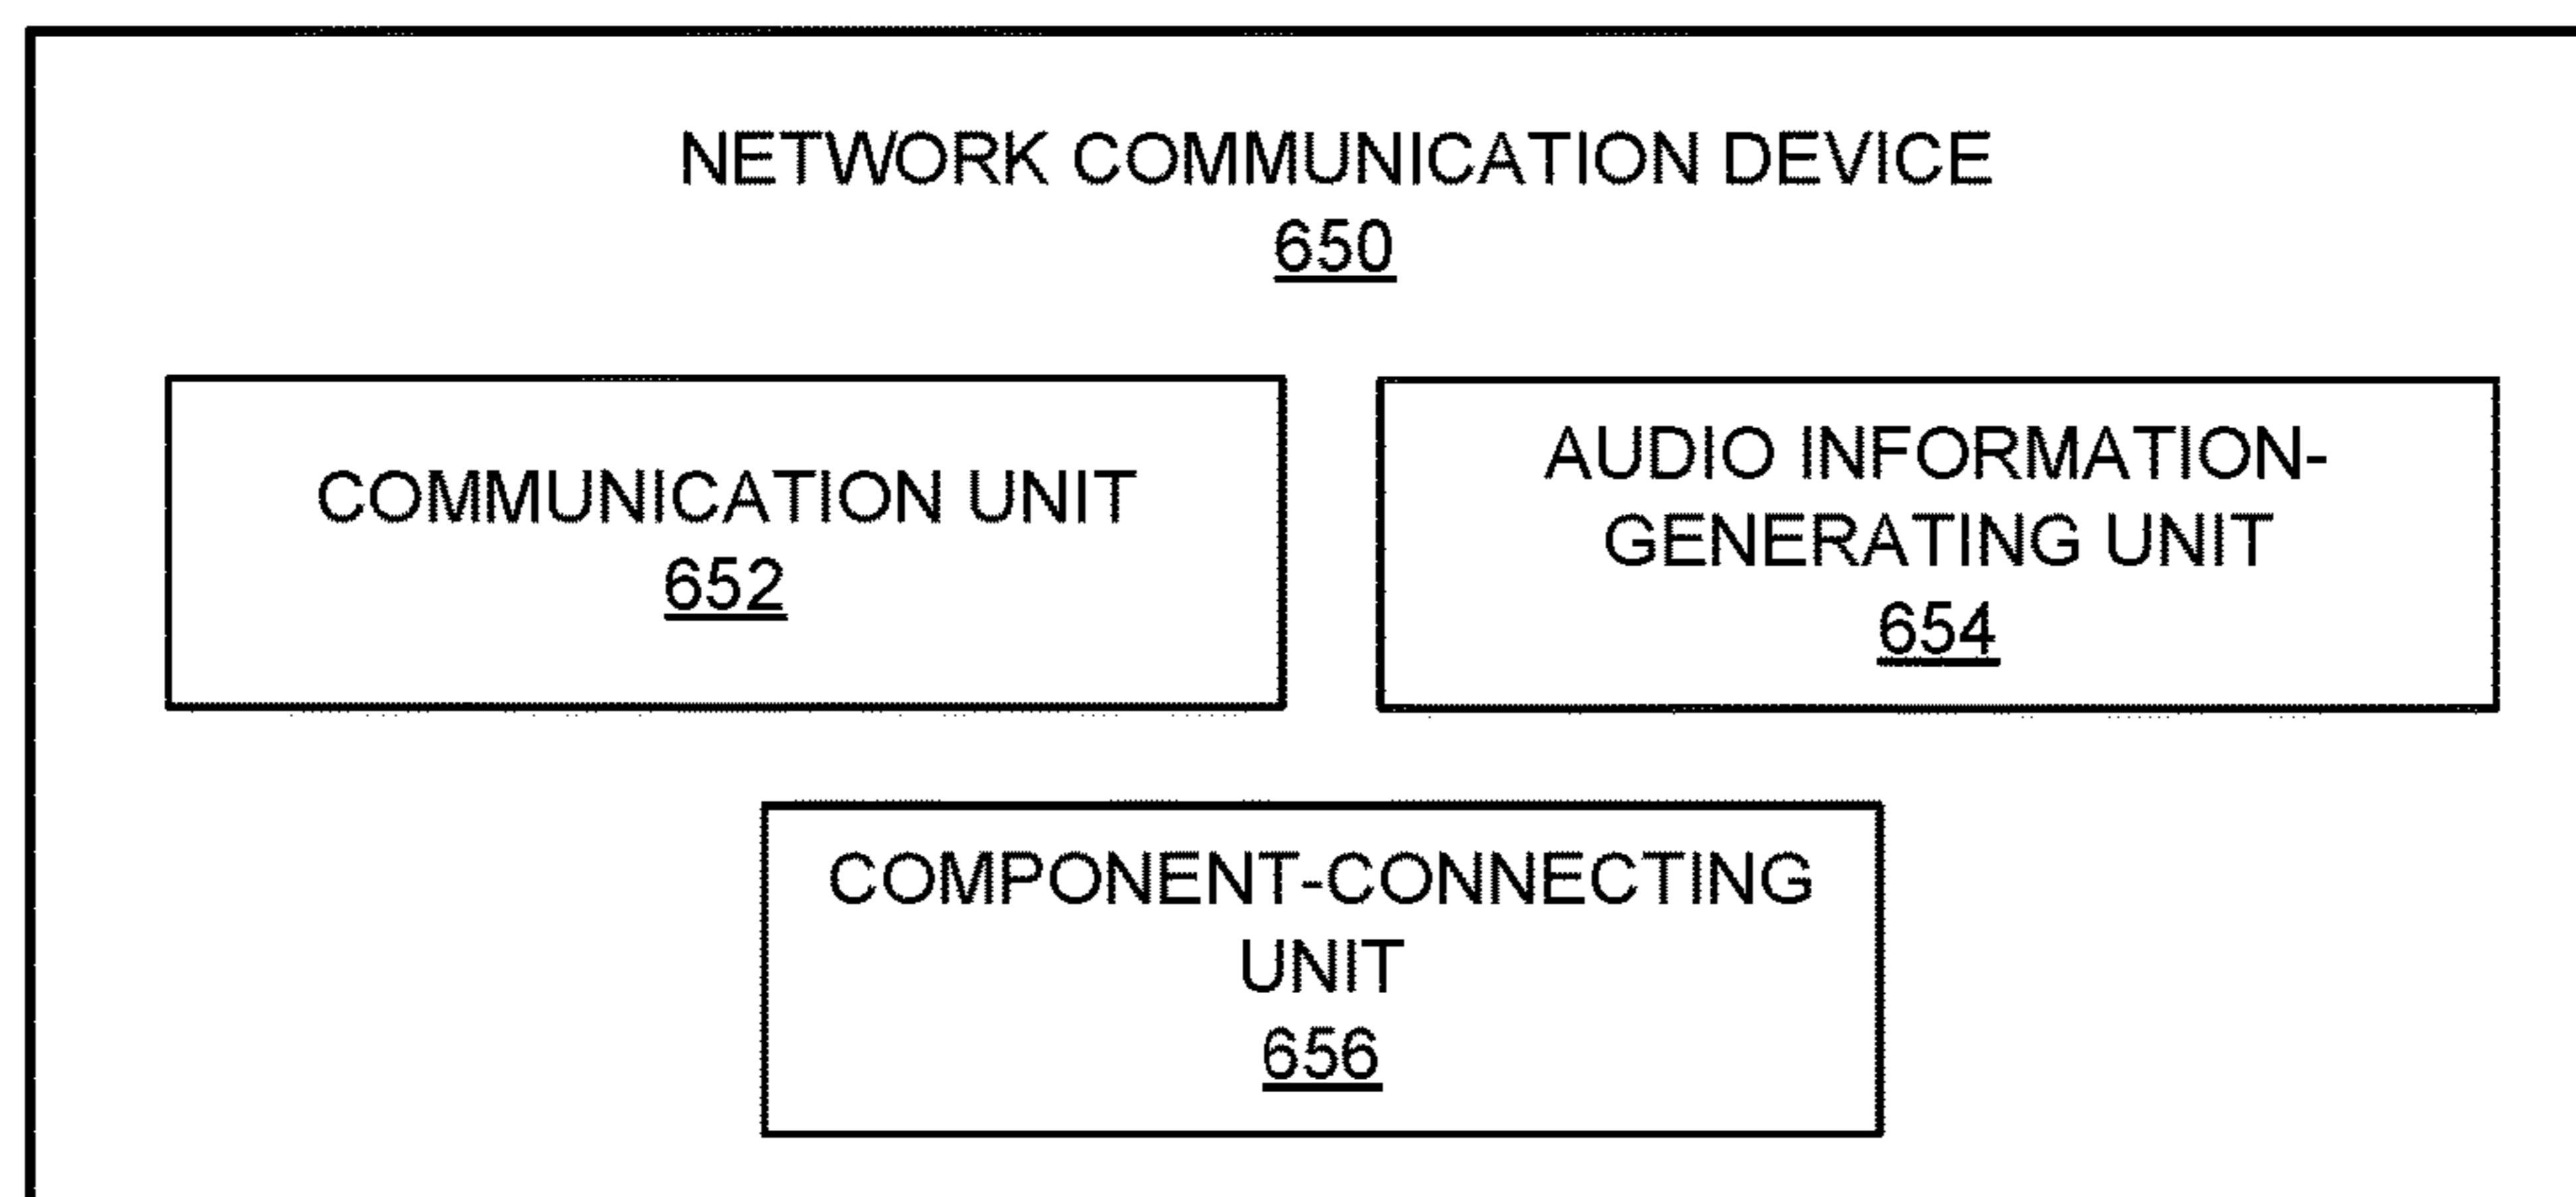 NETWORK COMMUNICATION DEVICE
650
COMMUNICATION UNIT
652
AUDIO INFORMATION-
GENERATING UNIT
654
COMPONENT-CONNECTING
UNIT
656